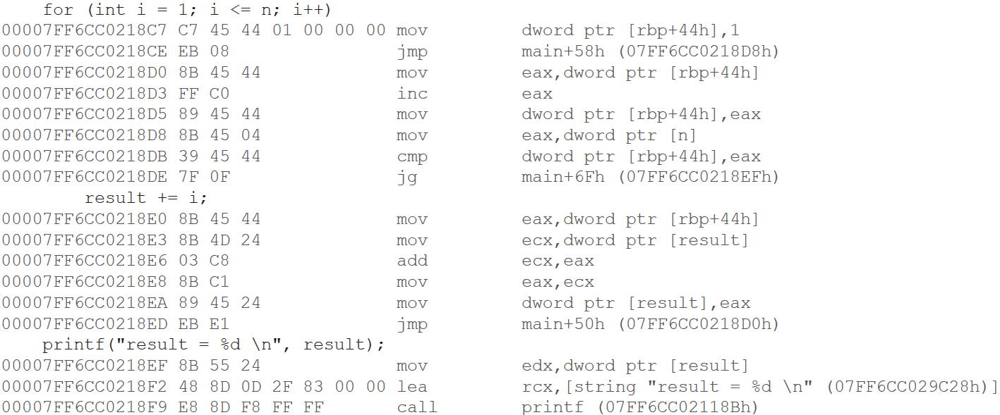 for (int i = 1; i <= n; i++)
00007FF6CC0218C7 C7 45 44 01 00 00 00 mov dword ptr [rbp+44h],1
00007FF6CC0218CE EB 08 jmp main+58h (07FF6CC0218D8h)
00007FF6CC0218D0 8B 45 44 mov eax,dword ptr [rbp+44h]
00007FF6CC0218D3 FF C0 inc eax
00007FF6CC0218D5 89 45 44 mov dword ptr [rbp+44h],eax
00007FF6CC0218D8 8B 45 04 mov eax,dword ptr [n]
00007FF6CC0218DB 39 45 44 cmp dword ptr [rbp+44h],eax
00007FF6CC0218DE 7F 0F jg main+6Fh (07FF6CC0218EFh)
result += i;
00007FF6CC0218E0 8B 45 44 mov eax,dword ptr [rbp+44h]
00007FF6CC0218E3 8B 4D 24 mov ecx,dword ptr [result]
00007FF6CC0218E6 03 C8 add ecx,eax
00007FF6CC0218E8 8B C1 mov eax,ecx
00007FF6CC0218EA 89 45 24 mov dword ptr [result],eax
00007FF6CC0218ED EB E1 jmp main+50h (07FF6CC0218D0h)
printf("result = %d \n", result);
00007FF6CC0218EF 8B 55 24 mov edx,dword ptr [result]
00007FF6CC0218F2 48 8D 0D 2F 83 00 00 lea rcx,[string "result = %d \n" (07FF6CC029C28h)]
00007FF6CC0218F9 E8 8D F8 FF FF call printf (07FF6CC02118Bh)